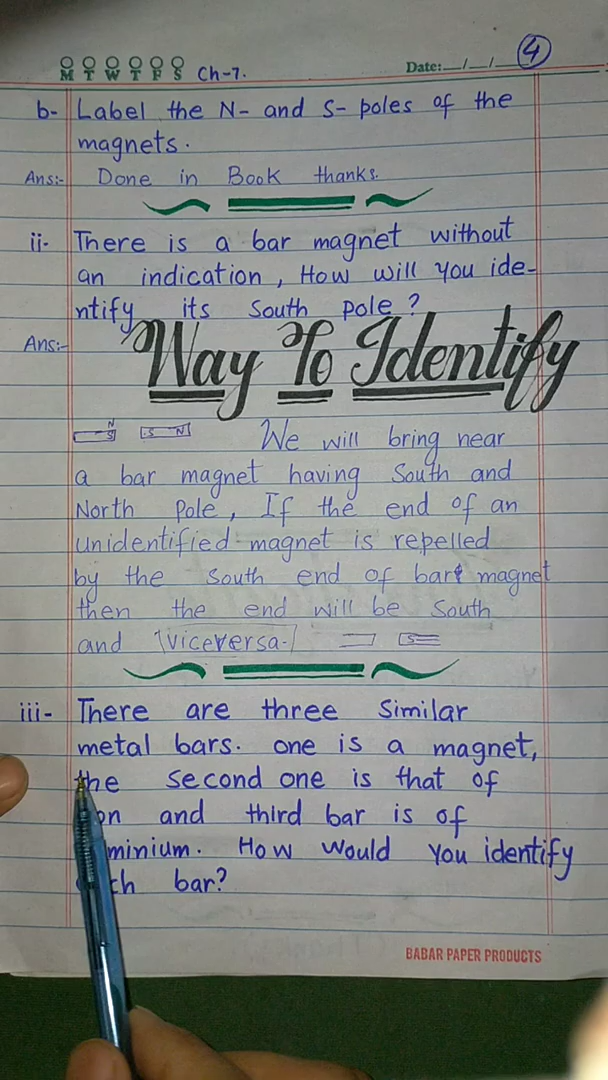 4
M T W T F S Ch-7. Date:__/__/__
b- Label the N- and S- poles of the
magnets.
Ans:- Done in Book thanks.
ii- There is a bar magnet without
an indication, How will you ide-
ntify its South pole?
Ans:- Way To Identify
N
S S N We will bring near
a bar magnet having South and
North Pole, If the end of an
unidentified magnet is repelled
by the South end of bar magnet
then the end will be South
and viceversa. S
iii- There are three Similar
metal bars. one is a magnet,
the second one is that of
on and third bar is of
minium. How would you identify
ch bar?
BABAR PAPER PRODUCTS